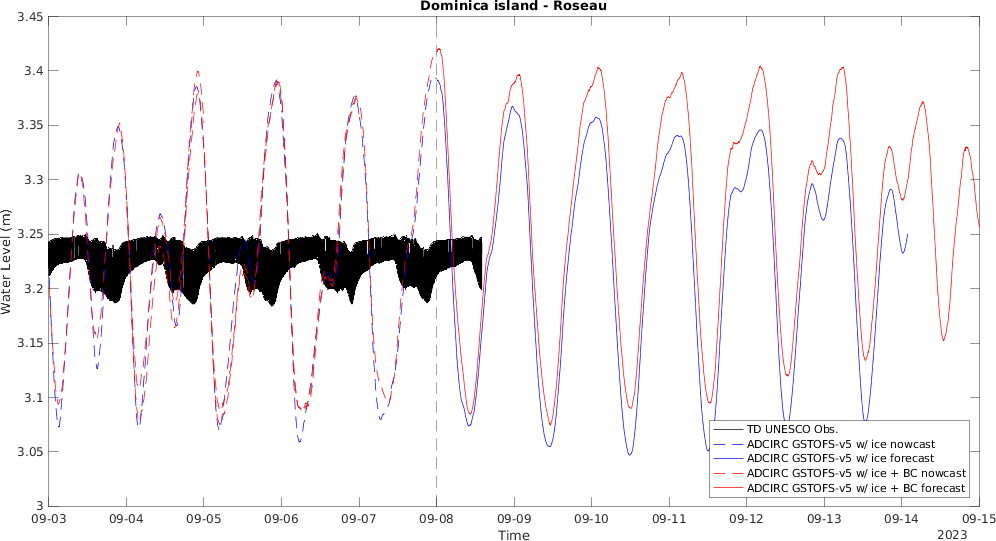 Dominica island - Roseau
Water Level (m)
3.45
3.4
3.35
3.3
3.25
3.2
3.15
3.1
3.05
3
TD UNESCO Obs.
ADCIRC GSTOFS-v5 w/ ice nowcast
ADCIRC GSTOFS-v5 w/ ice forecast
ADCIRC GSTOFS-v5 w/ ice + BC nowcast
ADCIRC GSTOFS-v5 w/ ice + BC forecast
09-03 09-04 09-05 09-06 09-07 09-08 09-09 09-10 09-11 09-12 09-13 09-14 09-15
Time
2023